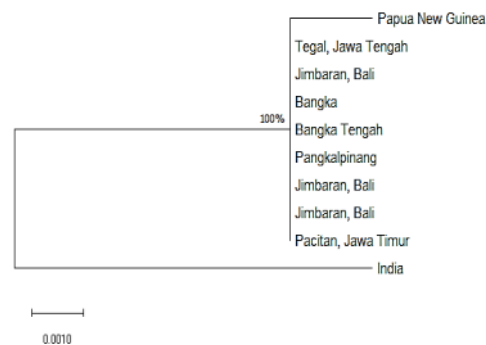 Papua New Guinea
Tegal, Jawa Tengah
Jimbaran, Bali
Bangka
100%
Bangka Tengah
Pangkalpinang
Jimbaran, Bali
Jimbaran, Bali
Pacitan, Jawa Timur
India
0.0010